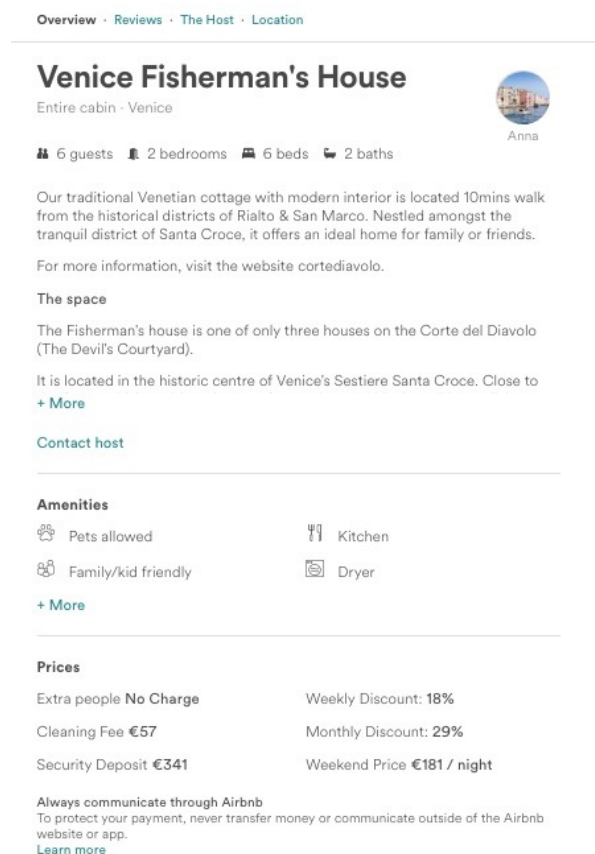 Overview · Reviews · The Host · Location
Venice Fisherman's House
Entire cabin · Venice
Anna
6 guests 2 bedrooms 6 beds 2 baths
Our traditional Venetian cottage with modern interior is located 10mins walk
from the historical districts of Rialto & San Marco. Nestled amongst the
tranquil district of Santa Croce, it offers an ideal home for family or friends.
For more information, visit the website cortediavolo.
The space
The Fisherman's house is one of only three houses on the Corte del Diavolo
(The Devil's Courtyard).
It is located in the historic centre of Venice's Sestiere Santa Croce. Close to
+ More
Contact host
Amenities
Pets allowed Kitchen
Family/kid friendly Dryer
+ More
Prices
Extra people No Charge Weekly Discount: 18%
Cleaning Fee €57 Monthly Discount: 29%
Security Deposit €341 Weekend Price €181 / night
Always communicate through Airbnb
To protect your payment, never transfer money or communicate outside of the Airbnb
website or app.
Learn more